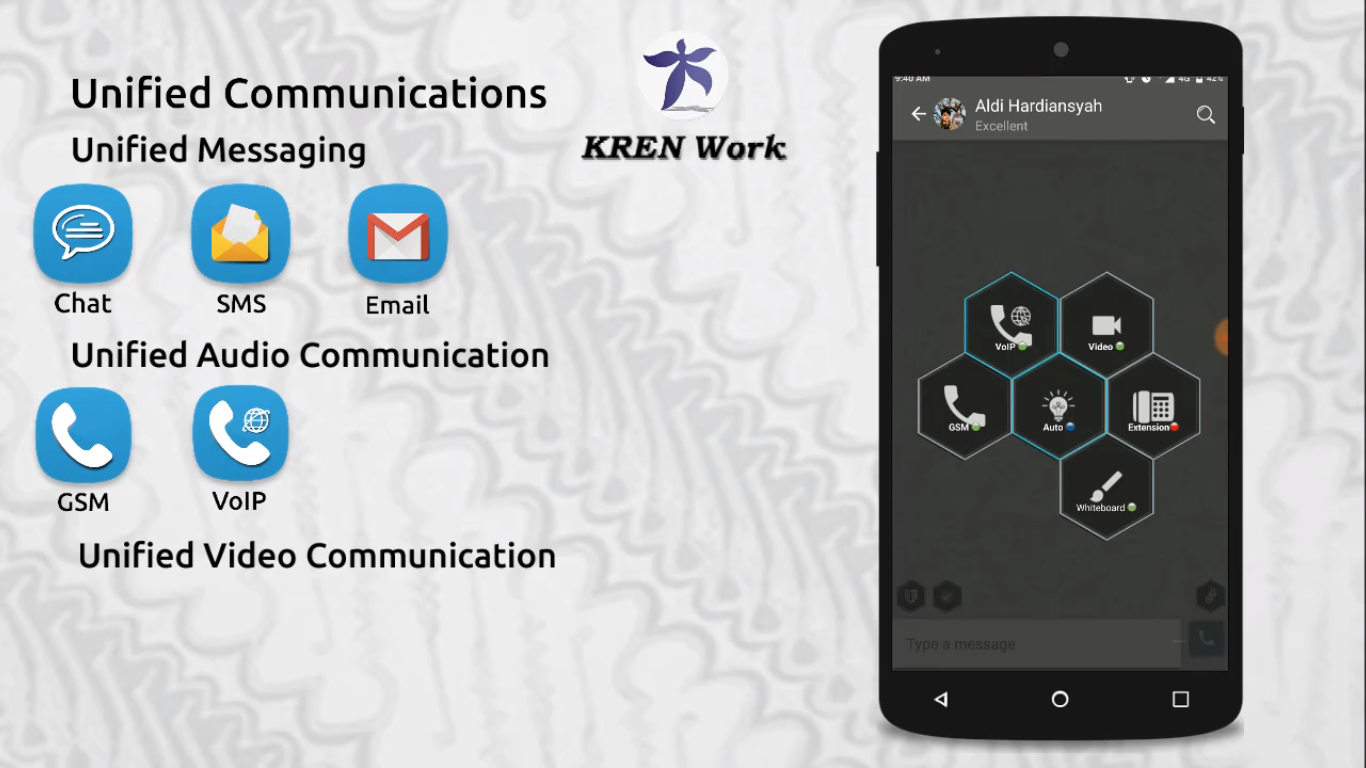 Unified Communications
Unified Messaging
Chat
SMS
Email
Unified Audio Communication
GSM
VoIP
Unified Video Communication
KREN Work
9:40 AM
4G
42%
Aldi Hardiansyah
Excellent
VoIP
Video
GSM
Auto
Extension
Whiteboard
Type a message